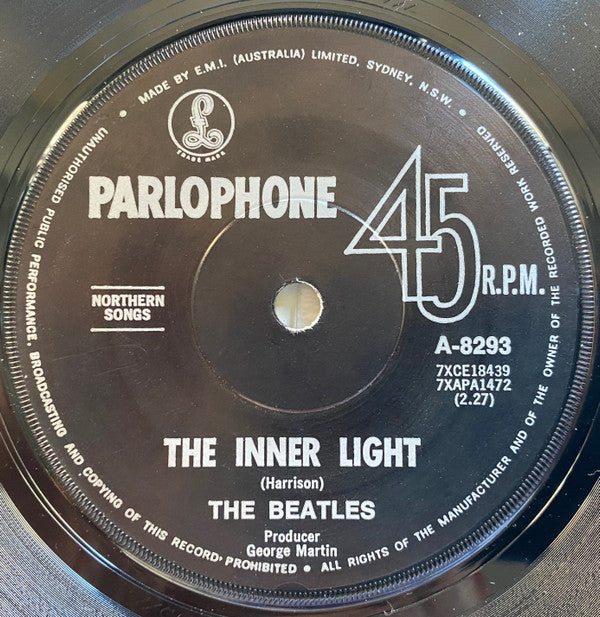 MADE BY E.M.I. (AUSTRALIA) LIMITED, SYDNEY, N.S.W. •
ALL RIGHTS OF THE MANUFACTURER AND OF THE OWNER OF THE RECORDED WORK RESERVED
UNAUTHORISED PUBLIC PERFORMANCE, BROADCASTING AND COPYING OF THIS RECORD PROHIBITED •
£
TRADE MARK
PARLOPHONE
45 R.P.M.
NORTHERN
SONGS
A-8293
7XCE18439
7XAPA1472
(2.27)
THE INNER LIGHT
(Harrison)
THE BEATLES
Producer
George Martin